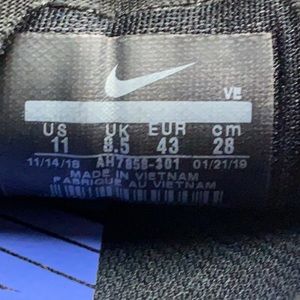 VE
US UK EUR cm
11 8.5 43 28
11/14/18 AH7858-301 01/21/19
MADE IN VIETNAM
FABRIQUE AU VIETNAM